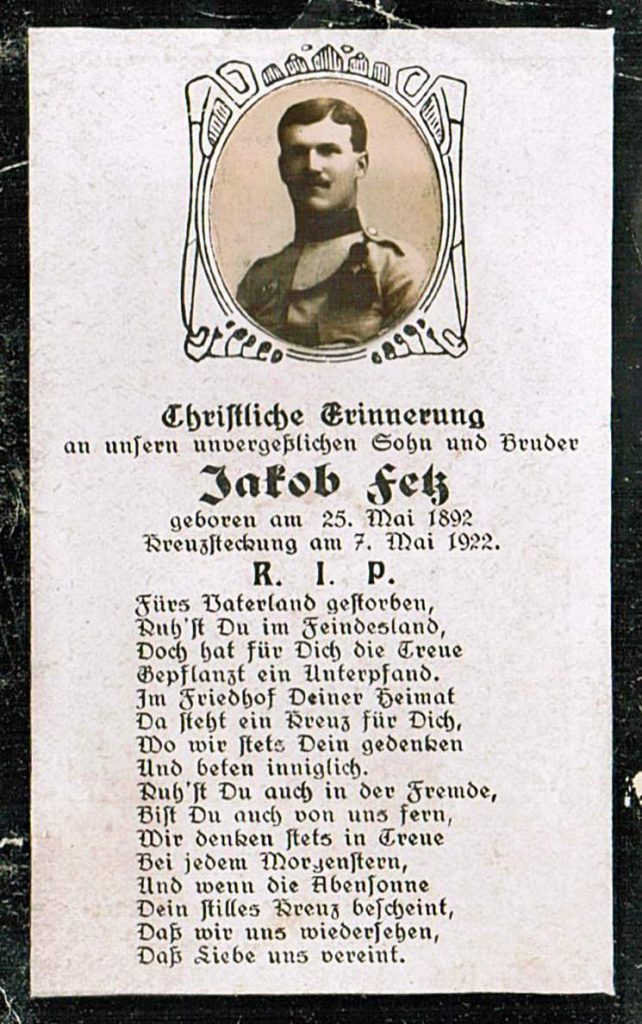 Christliche Erinnerung
an unsern unvergeßlichen Sohn und Bruder
Jakob Fetz
geboren am 25. Mai 1892
Kreuzsteckung am 7. Mai 1922.
R. I. P.
Fürs Vaterland gestorben,
Ruh'st Du im Feindesland,
Doch hat für Dich die Treue
Gepflanzt ein Unterpfand.
Im Friedhof Deiner Heimat
Da steht ein Kreuz für Dich,
Wo wir stets Dein gedenken
Und beten inniglich.
Ruh'st Du auch in der Fremde,
Bist Du auch von uns fern,
Wir denken stets in Treue
Bei jedem Morgenstern,
Und wenn die Abensonne
Dein stilles Kreuz bescheint,
Daß wir uns wiedersehen,
Daß Liebe uns vereint.